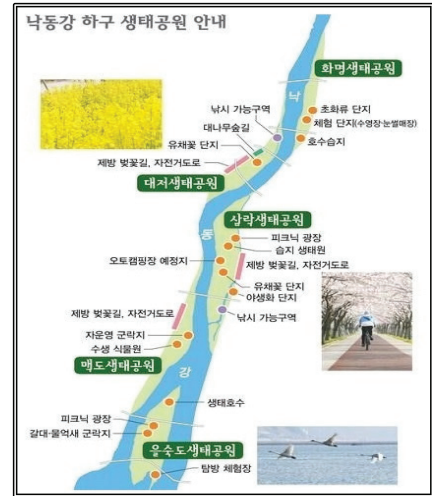 낙동강 하구 생태공원 안내
화명생태공원
낙
낚시 가능구역
초화류 단지
대나무숲길
체험 단지(수영장·눈썰매장)
유채꽃 단지
호수습지
제방 벚꽃길, 자전거도로
대저생태공원
삼락생태공원
동
피크닉 광장
습지 생태원
오토캠핑장 예정지
제방 벚꽃길, 자전거도로
유채꽃 단지
야생화 단지
제방 벚꽃길, 자전거도로
낚시 가능구역
자운영 군락지
수생 식물원
맥도생태공원
강
생태호수
피크닉 광장
갈대·물억새 군락지
을숙도생태공원
탐방 체험장